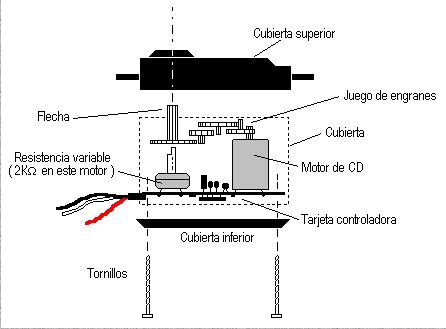 Cubierta superior
Juego de engranes
Flecha
Cubierta
Resistencia variable
( 2KΩ en este motor )
Motor de CD
Tarjeta controladora
Cubierta inferior
Tornillos